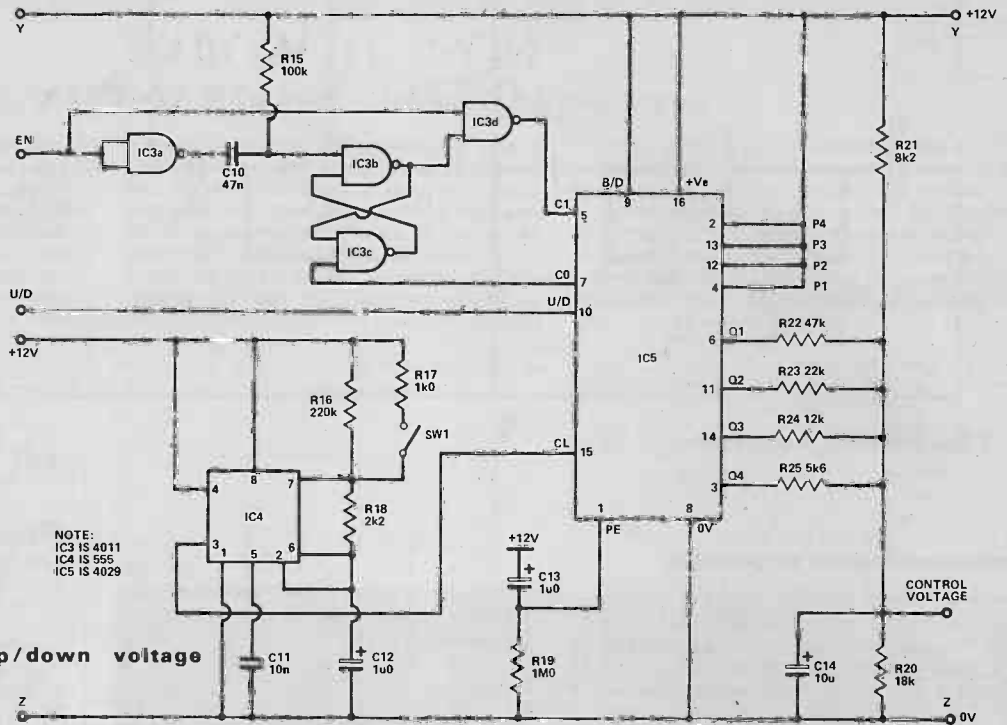 Y
+12V
Y
R15
100k
EN
IC3a
C10
47n
IC3b
IC3c
IC3d
R21
8k2
B/D
+Ve
9
16
C1
5
2
P4
13
P3
12
P2
4
P1
C0
7
U/D
U/D
10
+12V
IC5
6
Q1
R22 47k
11
Q2
R23 22k
14
Q3
R24 12k
3
Q4
R25 5k6
R16
220k
R17
1k0
SW1
CL
15
4
8
7
IC4
R18
2k2
3
1
5
2
6
1
8
PE
0V
NOTE:
IC3 IS 4011
IC4 IS 555
IC5 IS 4029
+12V
+
C13
1u0
R19
1M0
CONTROL
VOLTAGE
p/down voltage
C11
10n
+
C12
1u0
+
C14
10u
R20
18k
Z
Z
0V